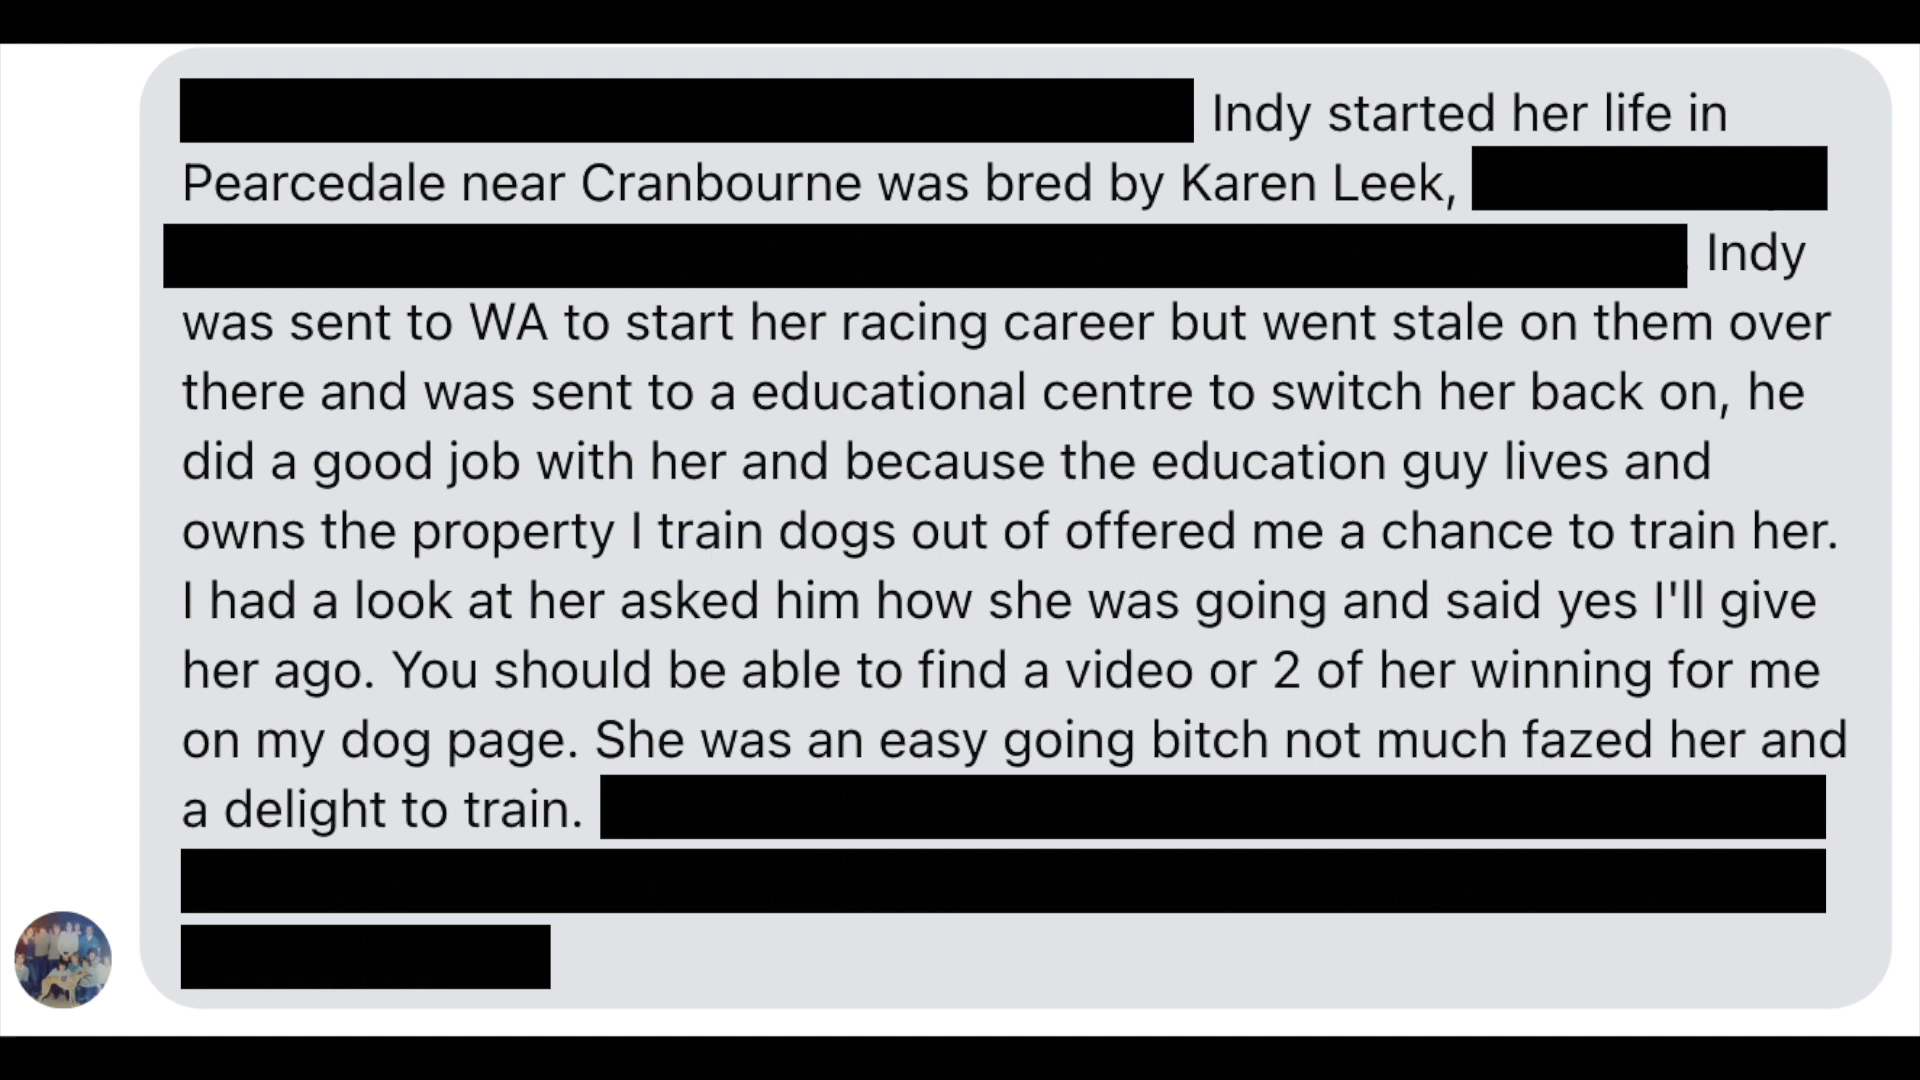 Indy started her life in
Pearcedale near Cranbourne was bred by Karen Leek,
Indy
was sent to WA to start her racing career but went stale on them over
there and was sent to a educational centre to switch her back on, he
did a good job with her and because the education guy lives and
owns the property I train dogs out of offered me a chance to train her.
I had a look at her asked him how she was going and said yes I'll give
her ago. You should be able to find a video or 2 of her winning for me
on my dog page. She was an easy going bitch not much fazed her and
a delight to train.